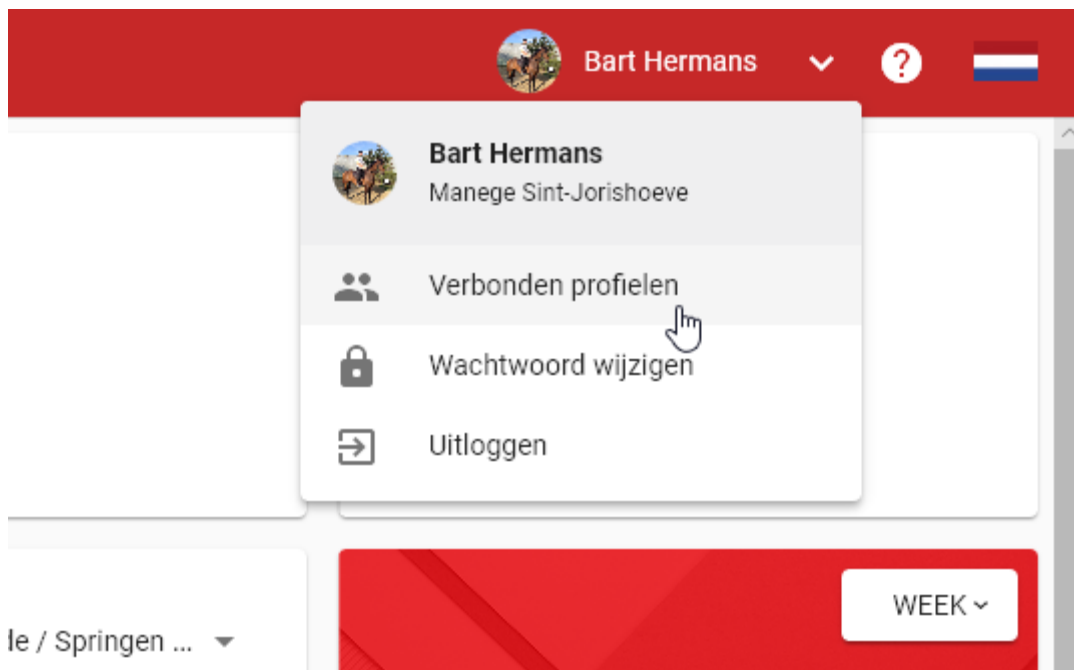 Bart Hermans
?
Bart Hermans
Manege Sint-Jorishoeve
Verbonden profielen
Wachtwoord wijzigen
Uitloggen
WEEK
/ Springen ...